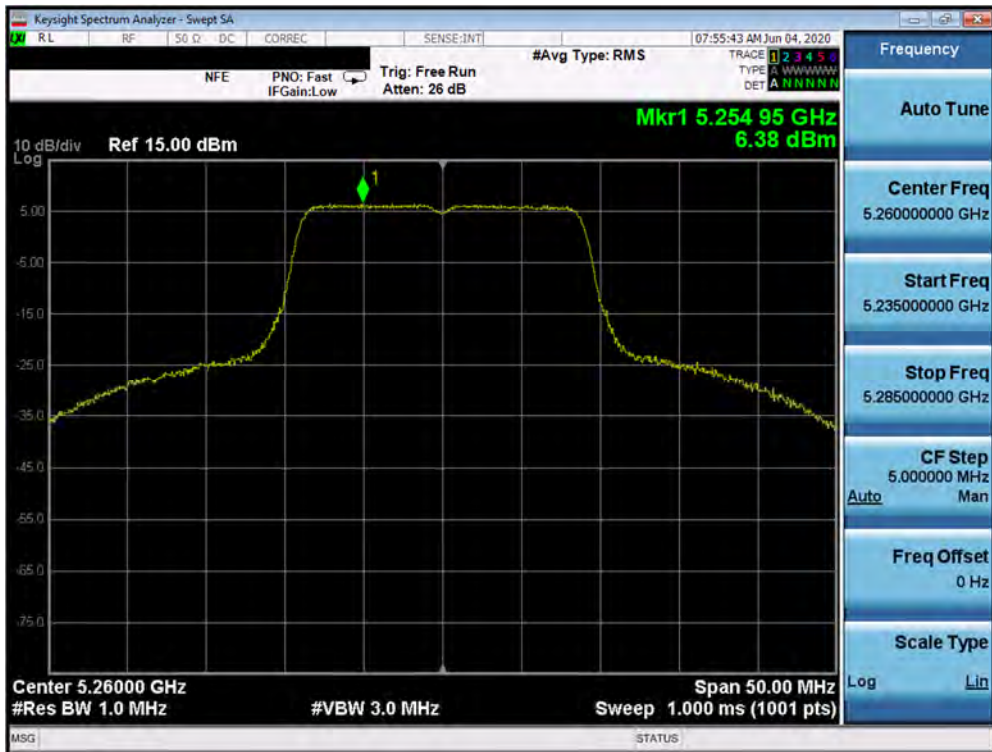 Keysight Spectrum Analyzer - Swept SA
RL RF 50 Ω DC CORREC SENSE:INT 07:55:43 AM Jun 04, 2020
NFE PNO: Fast Trig: Free Run #Avg Type: RMS TRACE 1 2 3 4 5 6
IFGain:Low Atten: 26 dB TYPE A WWWWW
DET A N N N N N
Mkr1 5.254 95 GHz
6.38 dBm
10 dB/div Ref 15.00 dBm
Log
1
5.00
-5.00
-15.0
-25.0
-35.0
-45.0
-55.0
-65.0
-75.0
Center 5.26000 GHz Span 50.00 MHz
#Res BW 1.0 MHz #VBW 3.0 MHz Sweep 1.000 ms (1001 pts)
MSG STATUS
Frequency
Auto Tune
Center Freq
5.260000000 GHz
Start Freq
5.235000000 GHz
Stop Freq
5.285000000 GHz
CF Step
5.000000 MHz
Auto Man
Freq Offset
0 Hz
Scale Type
Log Lin